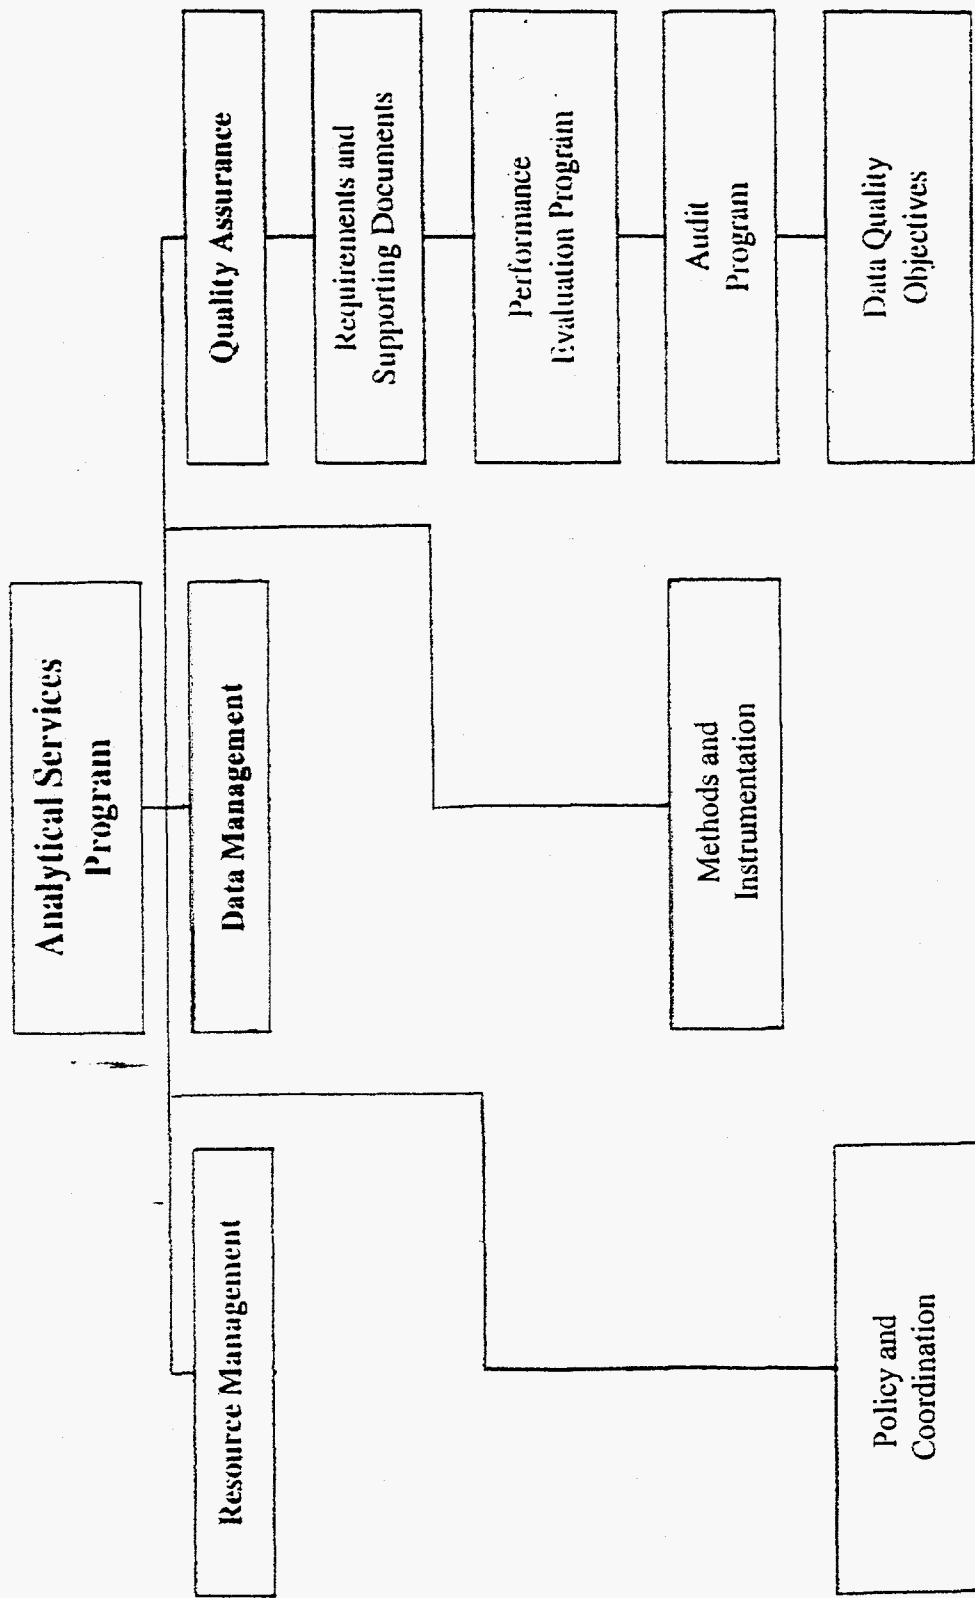 Analytical Services
Program
Resource Management
Data Management
Quality Assurance
Requirements and
Supporting Documents
Performance
Evaluation Program
Methods and
Instrumentation
Audit
Program
Policy and
Coordination
Data Quality
Objectives